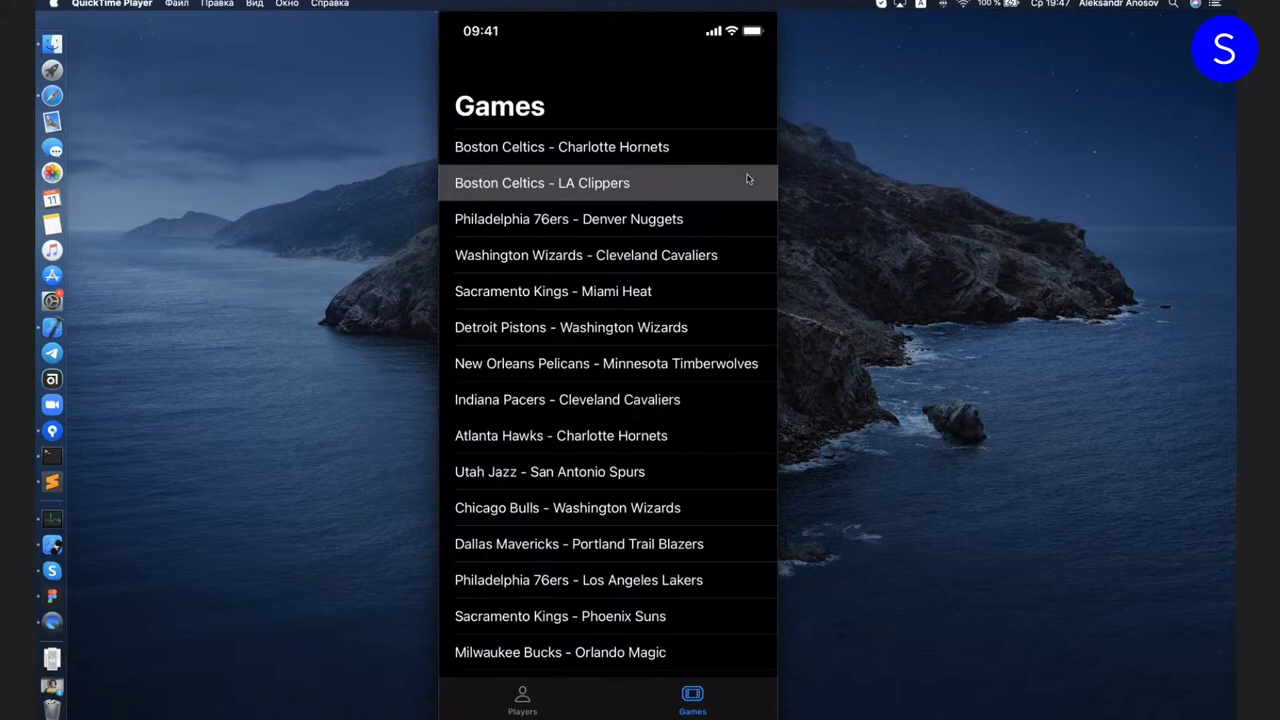 QuickTime Player Файл Правка Вид Окно Справка
A 100 % Ср 19:47 Aleksandr Anosov
S
09:41
Games
Boston Celtics - Charlotte Hornets
Boston Celtics - LA Clippers
Philadelphia 76ers - Denver Nuggets
Washington Wizards - Cleveland Cavaliers
Sacramento Kings - Miami Heat
Detroit Pistons - Washington Wizards
New Orleans Pelicans - Minnesota Timberwolves
Indiana Pacers - Cleveland Cavaliers
Atlanta Hawks - Charlotte Hornets
Utah Jazz - San Antonio Spurs
Chicago Bulls - Washington Wizards
Dallas Mavericks - Portland Trail Blazers
Philadelphia 76ers - Los Angeles Lakers
Sacramento Kings - Phoenix Suns
Milwaukee Bucks - Orlando Magic
Players Games
11